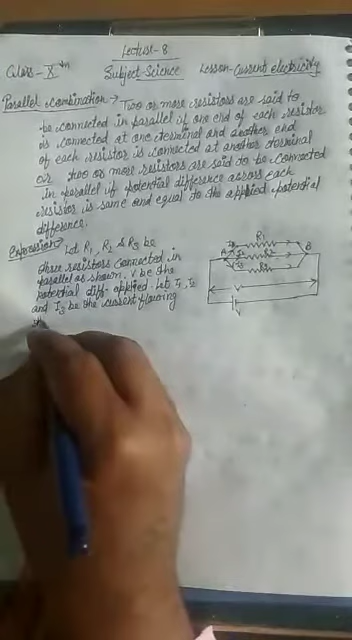 Lecture-8
Class-Xth Subject-Science Lesson-Current electricity
Parallel Combination → Two or more resistors are said to
be connected in parallel if one end of each resistor
is connected at one terminal and another end
of each resistor is connected at another terminal
or two or more resistors are said to be connected
in parallel if potential difference across each
resistor is same and equal to the applied potential
difference.
Expression → Let R1, R2 & R3 be
three resistors connected in
parallel as shown. V be the
potential diff. applied. Let I1, I2
and I3 be the current flowing
R1
A I2 R2 B
I3 R3
V
V